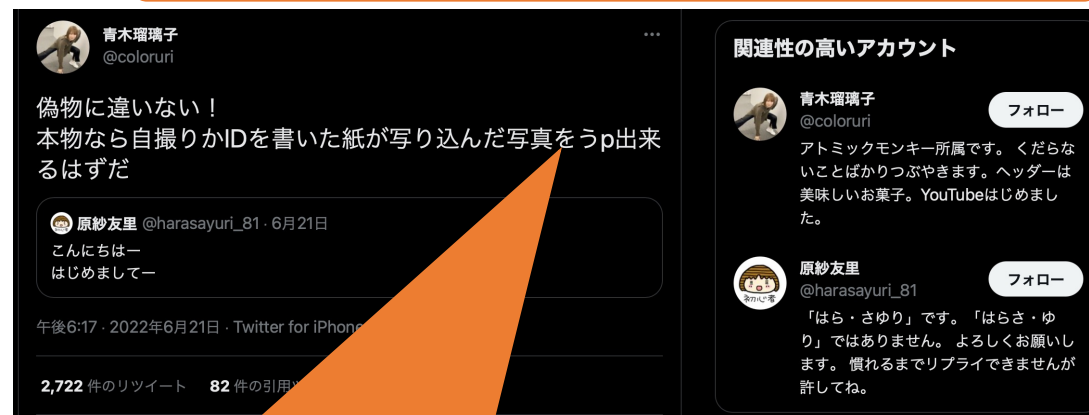 青木瑠璃子
@coloruri
偽物に違いない！
本物なら自撮りかIDを書いた紙が写り込んだ写真をうp出来
るはずだ
原紗友里 @harasayuri_81 · 6月21日
こんにちはー
はじめましてー
午後6:17 · 2022年6月21日 · Twitter for iPhone
2,722 件のリツイート 82 件の引用
関連性の高いアカウント
青木瑠璃子
@coloruri
フォロー
アトミックモンキー所属です。 くだらな
いことばかりつぶやきます。ヘッダーは
美味しいお菓子。YouTubeはじめまし
た。
原紗友里
@harasayuri_81
フォロー
初心者
「はら・さゆり」です。「はらさ・ゆ
り」ではありません。 よろしくお願いし
ます。 慣れるまでリプライできませんが
許してね。